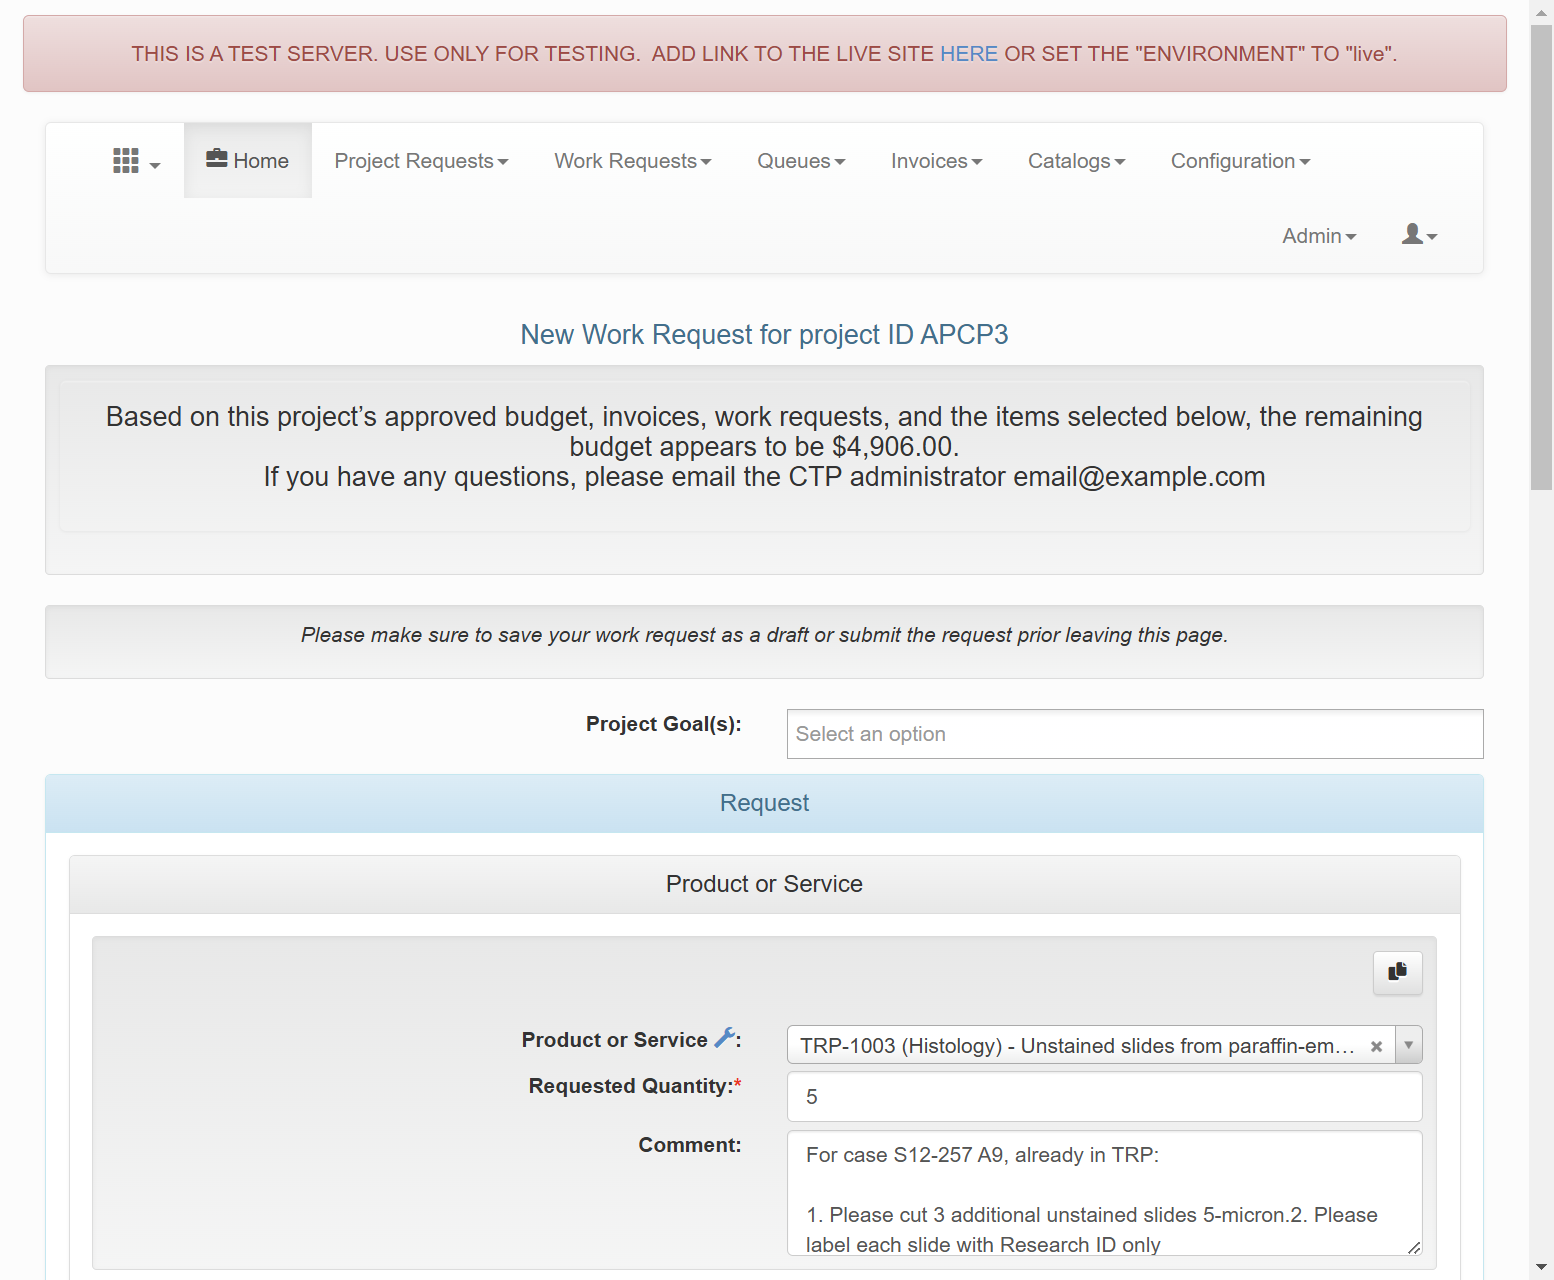 THIS IS A TEST SERVER. USE ONLY FOR TESTING.  ADD LINK TO THE LIVE SITE HERE OR SET THE "ENVIRONMENT" TO "live".
Home Project Requests Work Requests Queues Invoices Catalogs Configuration
Admin
New Work Request for project ID APCP3
Based on this project’s approved budget, invoices, work requests, and the items selected below, the remaining
budget appears to be $4,906.00.
If you have any questions, please email the CTP administrator email@example.com
Please make sure to save your work request as a draft or submit the request prior leaving this page.
Project Goal(s): Select an option
Request
Product or Service
Product or Service : TRP-1003 (Histology) - Unstained slides from paraffin-em…
Requested Quantity:* 5
Comment: For case S12-257 A9, already in TRP:
1. Please cut 3 additional unstained slides 5-micron.2. Please
label each slide with Research ID only